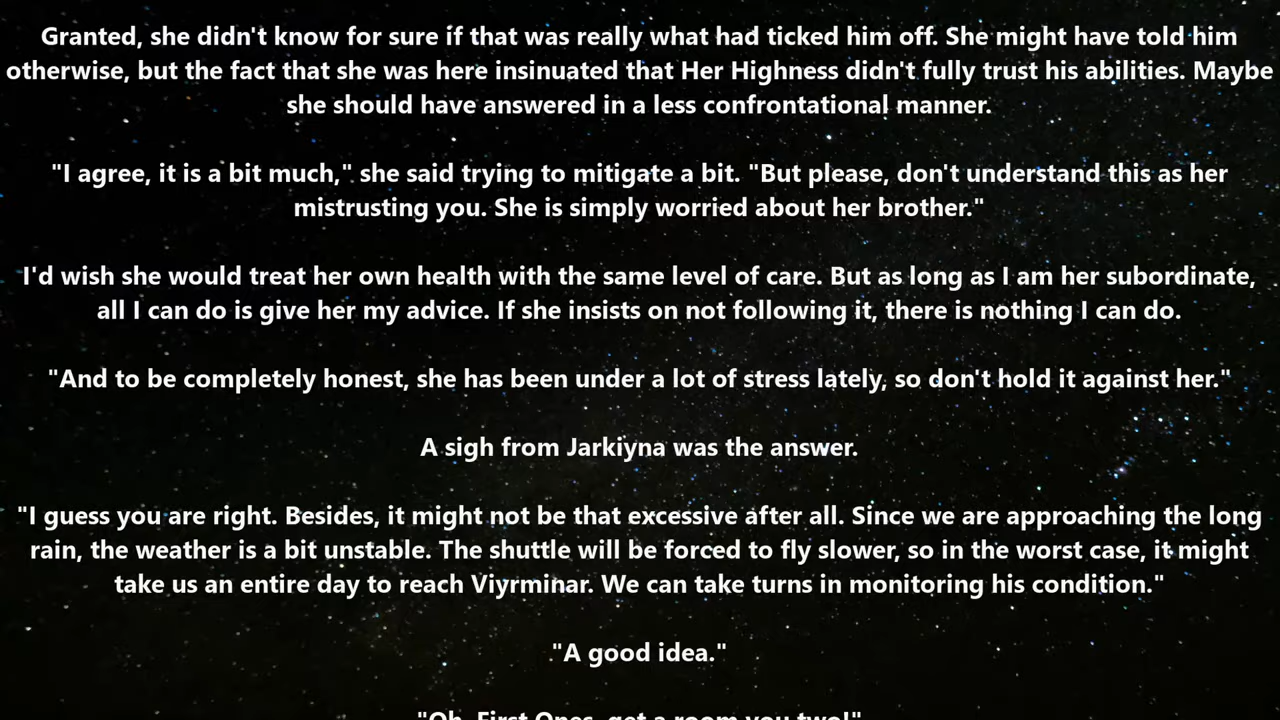 Granted, she didn't know for sure if that was really what had ticked him off. She might have told him
otherwise, but the fact that she was here insinuated that Her Highness didn't fully trust his abilities. Maybe
she should have answered in a less confrontational manner.
"I agree, it is a bit much," she said trying to mitigate a bit. "But please, don't understand this as her
mistrusting you. She is simply worried about her brother."
I'd wish she would treat her own health with the same level of care. But as long as I am her subordinate,
all I can do is give her my advice. If she insists on not following it, there is nothing I can do.
"And to be completely honest, she has been under a lot of stress lately, so don't hold it against her."
A sigh from Jarkiyna was the answer.
"I guess you are right. Besides, it might not be that excessive after all. Since we are approaching the long
rain, the weather is a bit unstable. The shuttle will be forced to fly slower, so in the worst case, it might
take us an entire day to reach Viyrminar. We can take turns in monitoring his condition."
"A good idea."
"Oh, First Ones, get a room you two!"